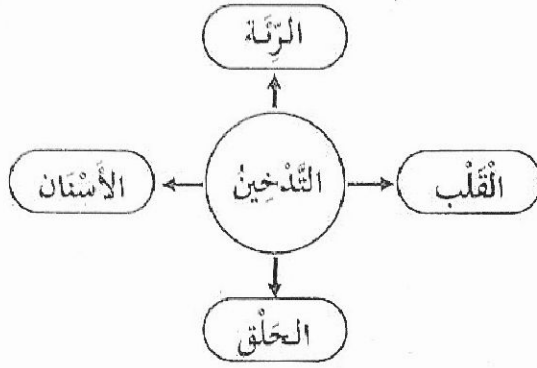 الرِّئَة
الْقَلْب
التَّدْخِينُ
الأَسْنَان
الحَلْق